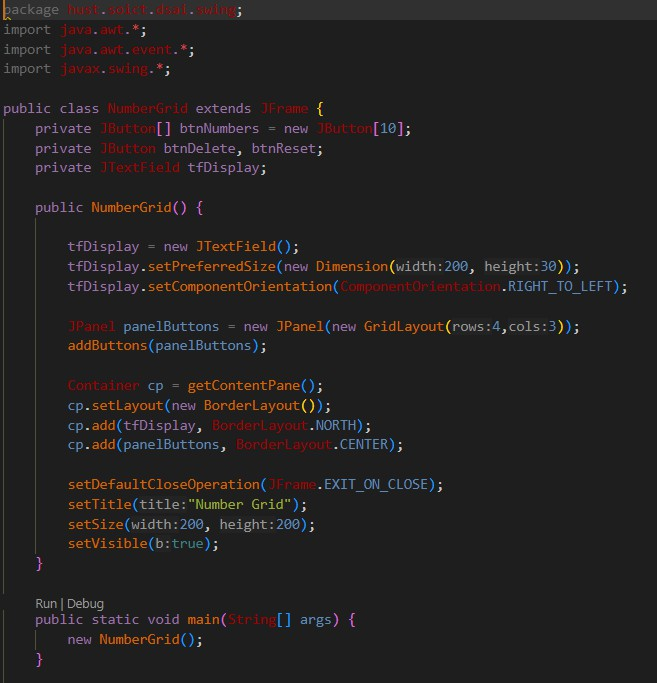 package hust.soict.dsai.swing;
import java.awt.*;
import java.awt.event.*;
import javax.swing.*;
public class NumberGrid extends JFrame {
private JButton[] btnNumbers = new JButton[10];
private JButton btnDelete, btnReset;
private JTextField tfDisplay;
public NumberGrid() {
tfDisplay = new JTextField();
tfDisplay.setPreferredSize(new Dimension(width:200, height:30));
tfDisplay.setComponentOrientation(ComponentOrientation.RIGHT_TO_LEFT);
JPanel panelButtons = new JPanel(new GridLayout(rows:4,cols:3));
addButtons(panelButtons);
Container cp = getContentPane();
cp.setLayout(new BorderLayout());
cp.add(tfDisplay, BorderLayout.NORTH);
cp.add(panelButtons, BorderLayout.CENTER);
setDefaultCloseOperation(JFrame.EXIT_ON_CLOSE);
setTitle(title:"Number Grid");
setSize(width:200, height:200);
setVisible(b:true);
}
Run | Debug
public static void main(String[] args) {
new NumberGrid();
}